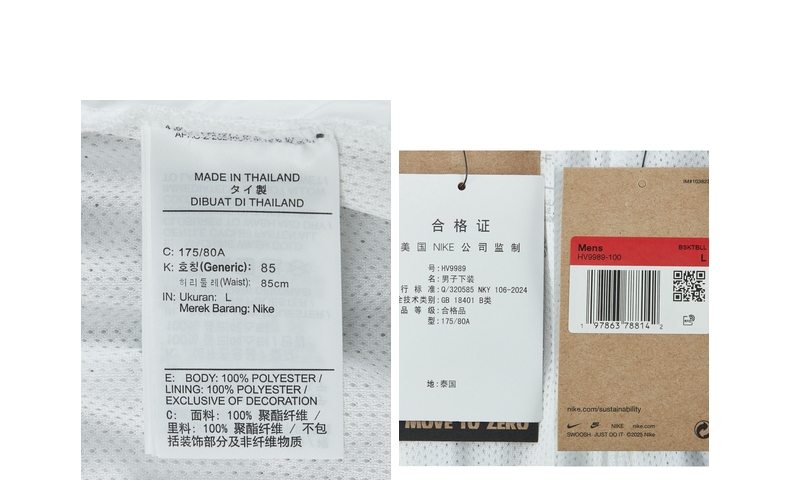 MADE IN THAILAND
タイ製
DIBUAT DI THAILAND
C: 175/80A
K: 호칭(Generic): 85
허리둘레(Waist): 85cm
IN: Ukuran: L
Merek Barang: Nike
E: BODY: 100% POLYESTER /
LINING: 100% POLYESTER /
EXCLUSIVE OF DECORATION
C: 面料: 100% 聚酯纤维 /
里料: 100% 聚酯纤维 / 不包
括装饰部分及非纤维物质
合格证
美国 NIKE 公司监制
号: HV9989
名: 男子下装
行标准: Q/320585 NKY 106-2024
全技术类别: GB 18401 B类
品等级: 合格品
型: 175/80A
地: 泰国
MOVE TO ZERO
Mens
BSKTBLL
HV9989-100
L
1 97863 78814 2
nike.com/sustainability
NIKE nike.com
SWOOSH JUST DO IT ©2025 Nike